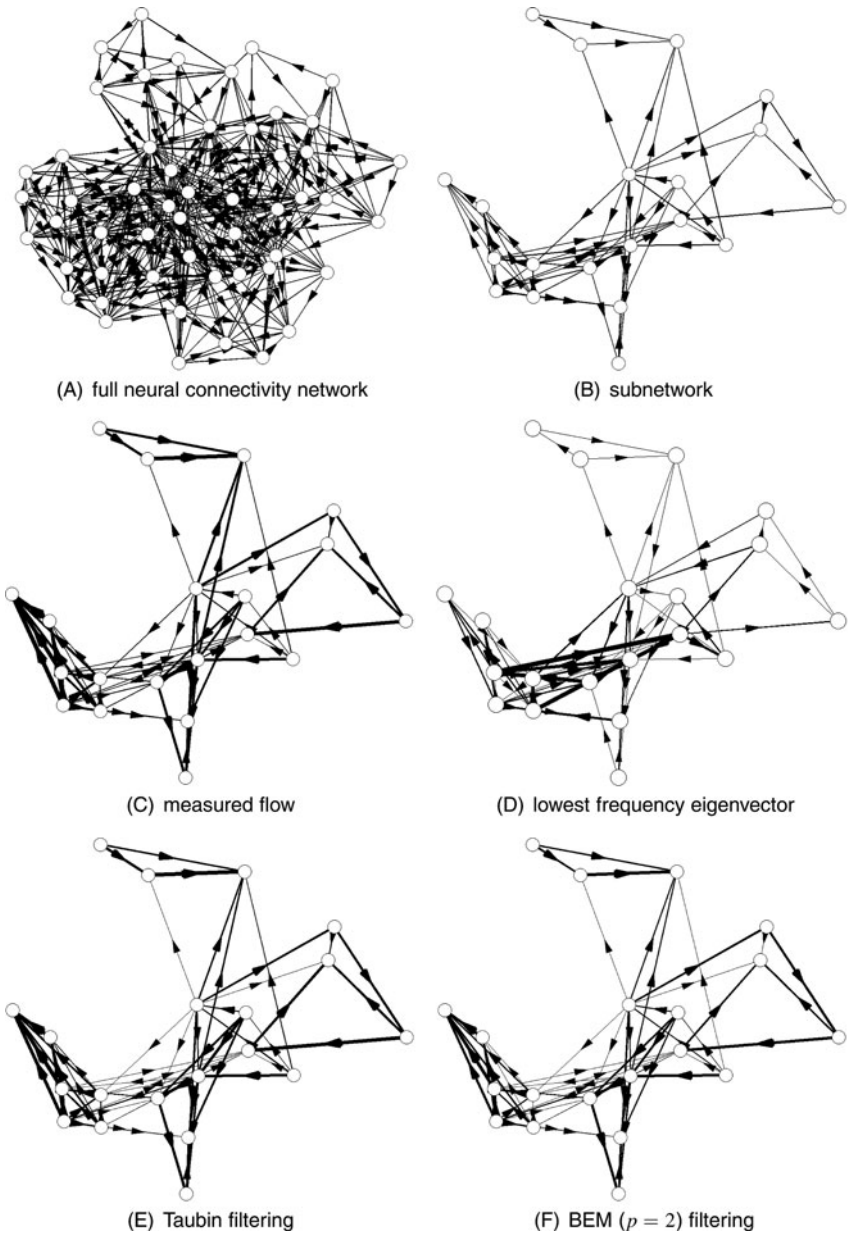 (A) full neural connectivity network
(B) subnetwork
(C) measured flow
(D) lowest frequency eigenvector
(E) Taubin filtering
(F) BEM (p = 2) filtering